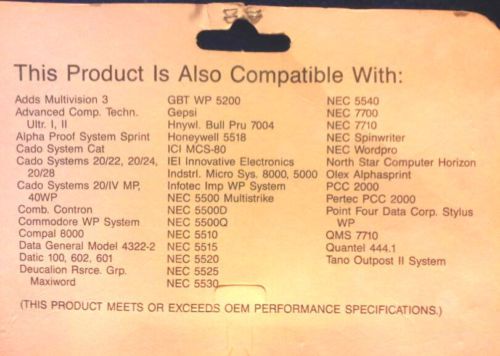 This Product Is Also Compatible With:
Adds Multivision 3
Advanced Comp. Techn.
Ultr. I, II
Alpha Proof System Sprint
Cado System Cat
Cado Systems 20/22, 20/24,
20/28
Cado Systems 20/IV MP,
40WP
Comb. Contron
Commodore WP System
Compal 8000
Data General Model 4322-2
Datic 100, 602, 601
Deucalion Rsrce. Grp.
Maxiword
GBT WP 5200
Gepsi
Hnywl. Bull Pru 7004
Honeywell 5518
ICI MCS-80
IEI Innovative Electronics
Indstrl. Micro Sys. 8000, 5000
Infotec Imp WP System
NEC 5500 Multistrike
NEC 5500D
NEC 5500Q
NEC 5510
NEC 5515
NEC 5520
NEC 5525
NEC 5530
NEC 5540
NEC 7700
NEC 7710
NEC Spinwriter
NEC Wordpro
North Star Computer Horizon
Olex Alphasprint
PCC 2000
Pertec PCC 2000
Point Four Data Corp. Stylus
WP
QMS 7710
Quantel 444.1
Tano Outpost II System
(THIS PRODUCT MEETS OR EXCEEDS OEM PERFORMANCE SPECIFICATIONS.)